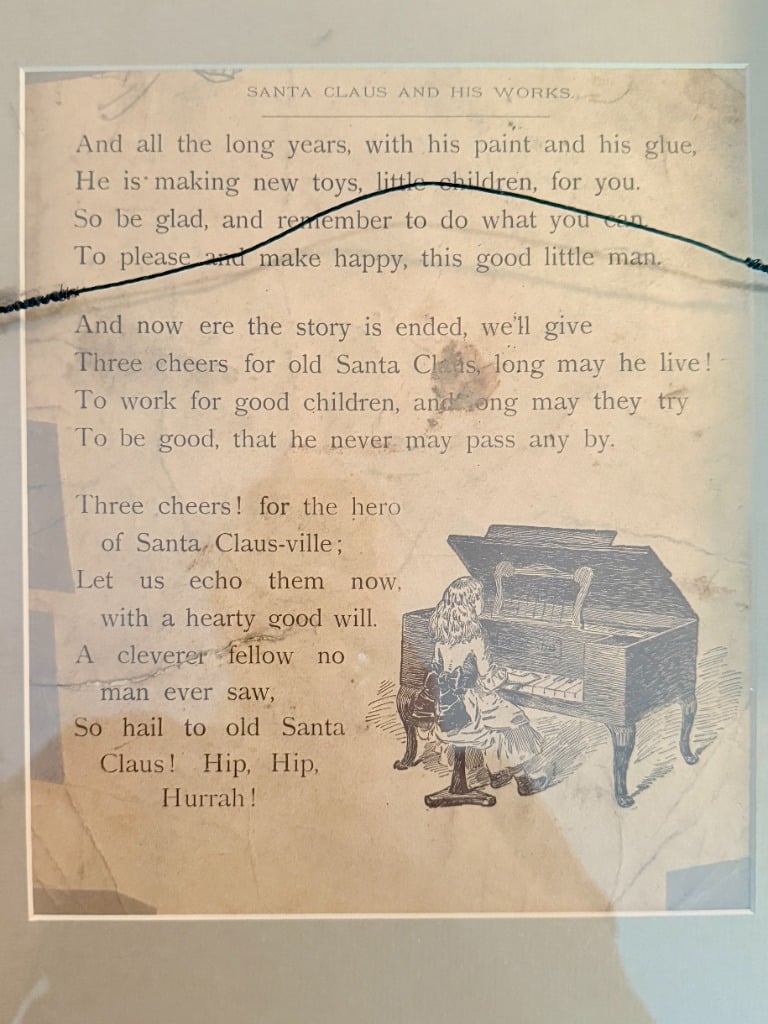 SANTA CLAUS AND HIS WORKS.
And all the long years, with his paint and his glue,
He is making new toys, little children, for you.
So be glad, and remember to do what you can,
To please and make happy, this good little man.
And now ere the story is ended, we'll give
Three cheers for old Santa Claus, long may he live!
To work for good children, and long may they try
To be good, that he never may pass any by.
Three cheers! for the hero
of Santa Claus-ville;
Let us echo them now,
with a hearty good will.
A cleverer fellow no
man ever saw,
So hail to old Santa
Claus! Hip, Hip,
Hurrah!